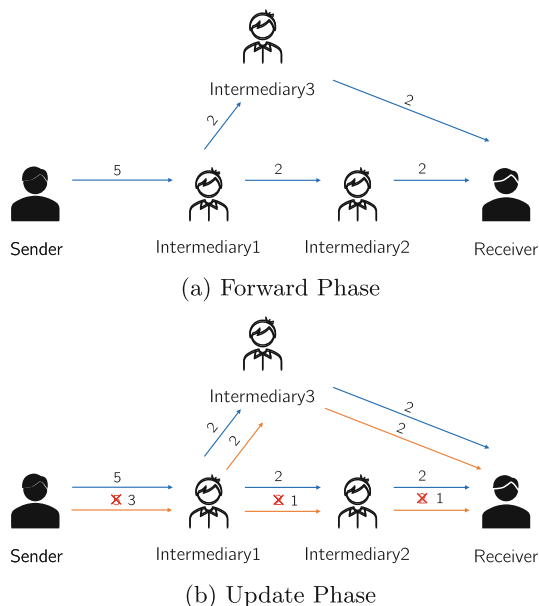 Intermediary3
2
2
5
2
2
Sender
Intermediary1
Intermediary2
Receiver
(a) Forward Phase
Intermediary3
2
2
2
2
5
2
2
3
1
1
Sender
Intermediary1
Intermediary2
Receiver
(b) Update Phase